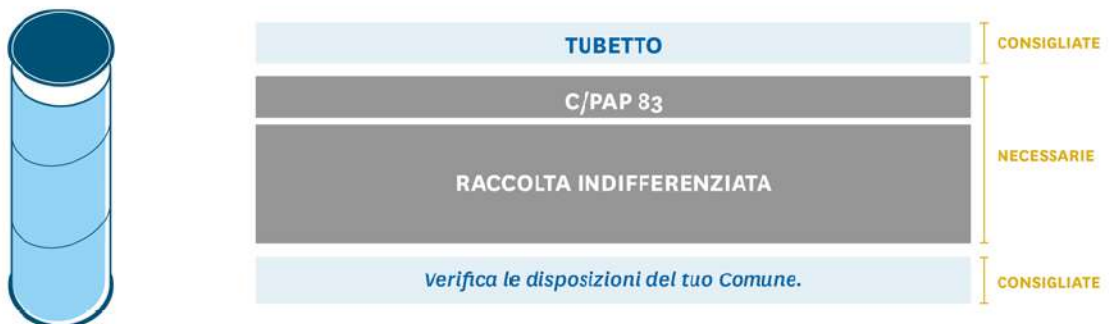 TUBETTO
CONSIGLIATE
C/PAP 83
NECESSARIE
RACCOLTA INDIFFERENZIATA
Verifica le disposizioni del tuo Comune.
CONSIGLIATE